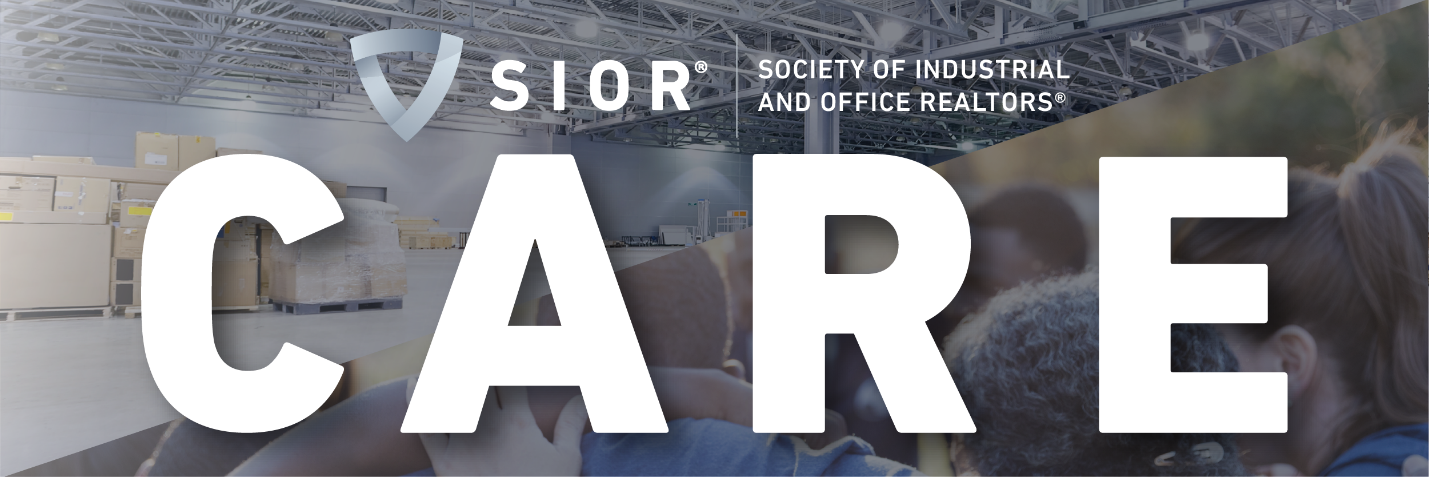 SIOR®
SOCIETY OF INDUSTRIAL
AND OFFICE REALTORS®
CARE